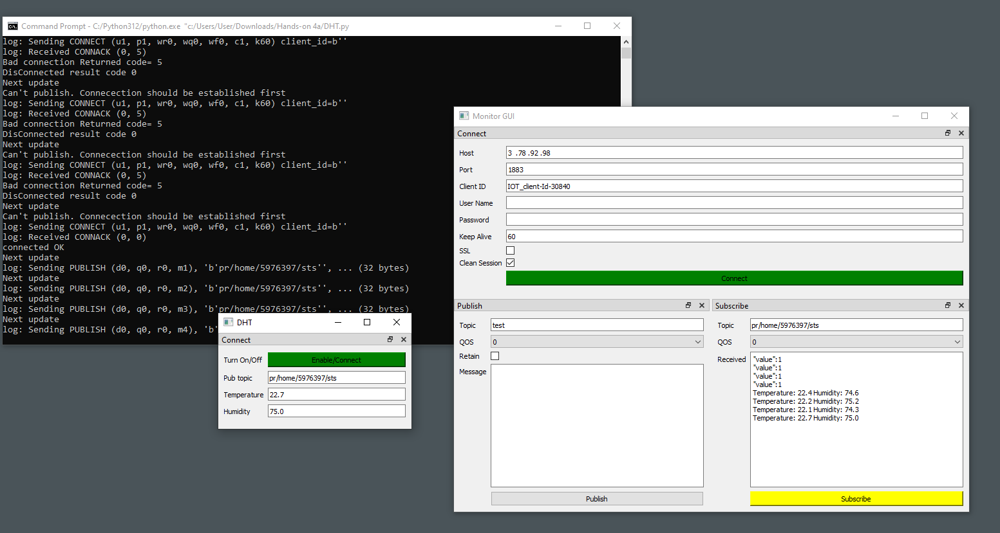 Command Prompt - C:/Python312/python.exe  "c:/Users/User/Downloads/Hands-on 4a/DHT.py
log: Sending CONNECT (u1, p1, wr0, wq0, wf0, c1, k60) client_id=b''
log: Received CONNACK (0, 5)
Bad connection Returned code= 5
DisConnected result code 0
Next update
Can't publish. Connecection should be established first
log: Sending CONNECT (u1, p1, wr0, wq0, wf0, c1, k60) client_id=b''
log: Received CONNACK (0, 5)
Bad connection Returned code= 5
DisConnected result code 0
Next update
Can't publish. Connecection should be established first
log: Sending CONNECT (u1, p1, wr0, wq0, wf0, c1, k60) client_id=b''
log: Received CONNACK (0, 5)
Bad connection Returned code= 5
DisConnected result code 0
Next update
Can't publish. Connecection should be established first
log: Sending CONNECT (u1, p1, wr0, wq0, wf0, c1, k60) client_id=b''
log: Received CONNACK (0, 0)
connected OK
Next update
log: Sending PUBLISH (d0, q0, r0, m1), 'b'pr/home/5976397/sts'', ... (32 bytes)
Next update
log: Sending PUBLISH (d0, q0, r0, m2), 'b'pr/home/5976397/sts'', ... (32 bytes)
Next update
log: Sending PUBLISH (d0, q0, r0, m3), 'b'pr/home/5976397/sts'', ... (32 bytes)
Next update
log: Sending PUBLISH (d0, q0, r0, m4), 'b'
DHT
Connect
Turn On/Off Enable/Connect
Pub topic pr/home/5976397/sts
Temperature 22.7
Humidity 75.0
Monitor GUI
Connect
Host 3 .78 .92 .98
Port 1883
Client ID IOT_client-Id-30840
User Name
Password
Keep Alive 60
SSL
Clean Session
Connect
Publish
Topic test
QOS 0
Retain
Message
Publish
Subscribe
Topic pr/home/5976397/sts
QOS 0
Received "value":1
"value":1
"value":1
"value":1
Temperature: 22.4 Humidity: 74.6
Temperature: 22.2 Humidity: 75.2
Temperature: 22.1 Humidity: 74.3
Temperature: 22.7 Humidity: 75.0
Subscribe